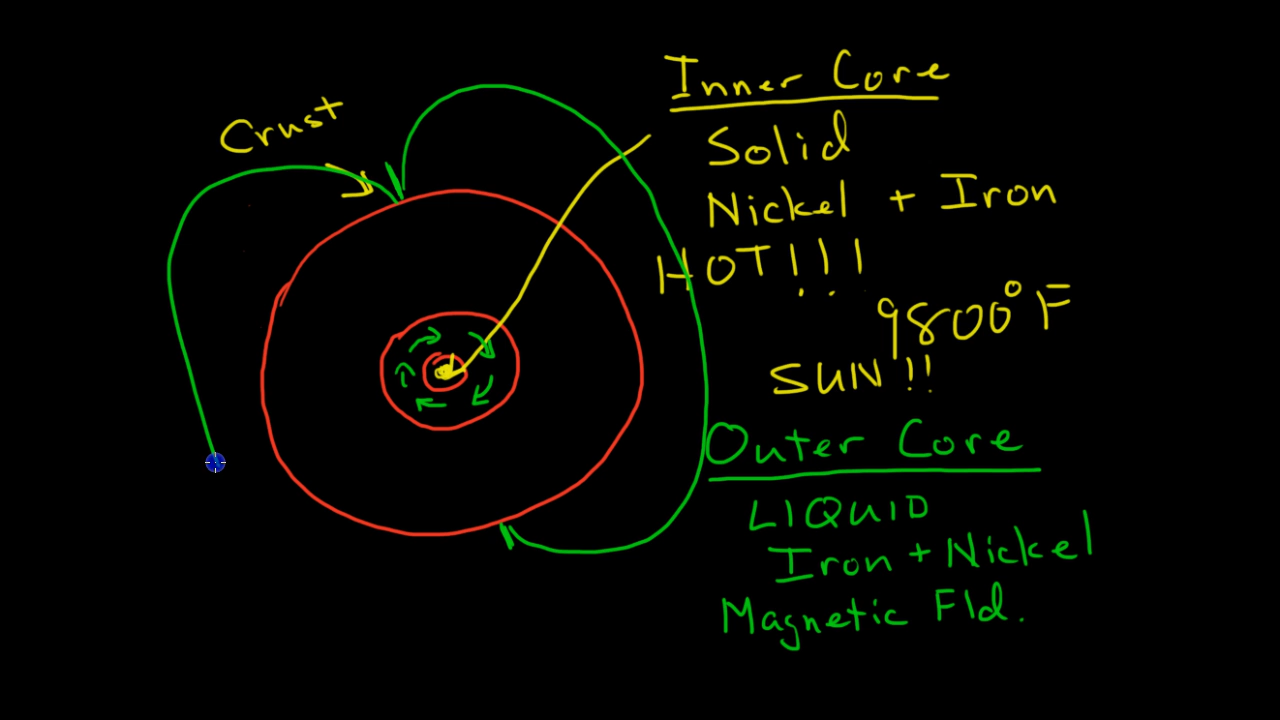 Crust
Inner Core
Solid
Nickel + Iron
HOT!!!
9800° F
SUN!!
Outer Core
LIQUID
Iron + Nickel
Magnetic Fld.